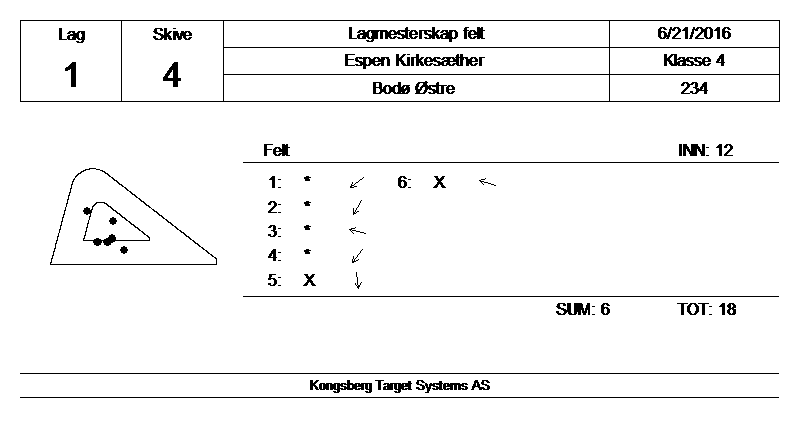 Lag Skive Lagmesterskap felt 6/21/2016
1 4 Espen Kirkesæther Klasse 4
Bodø Østre 234
Felt INN: 12
1: * 6: X
2: *
3: *
4: *
5: X
SUM: 6 TOT: 18
Kongsberg Target Systems AS